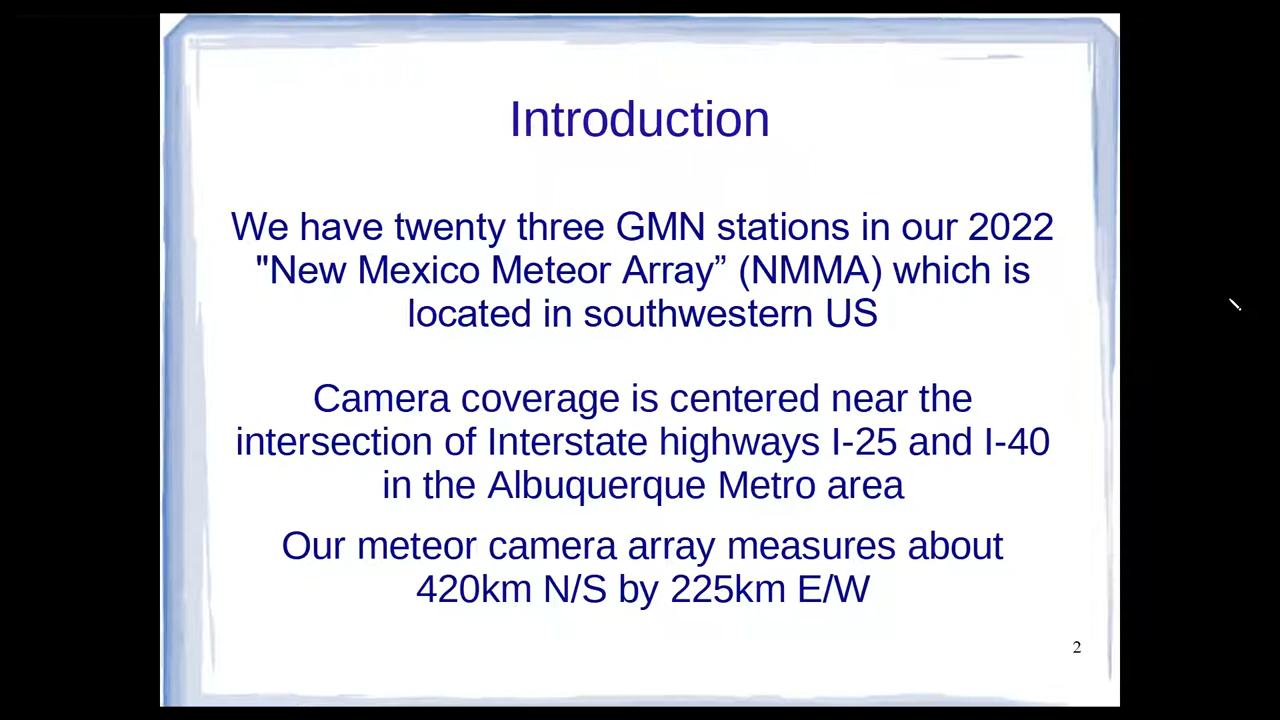 Introduction
We have twenty three GMN stations in our 2022
"New Mexico Meteor Array” (NMMA) which is
located in southwestern US
Camera coverage is centered near the
intersection of Interstate highways I-25 and I-40
in the Albuquerque Metro area
Our meteor camera array measures about
420km N/S by 225km E/W
2